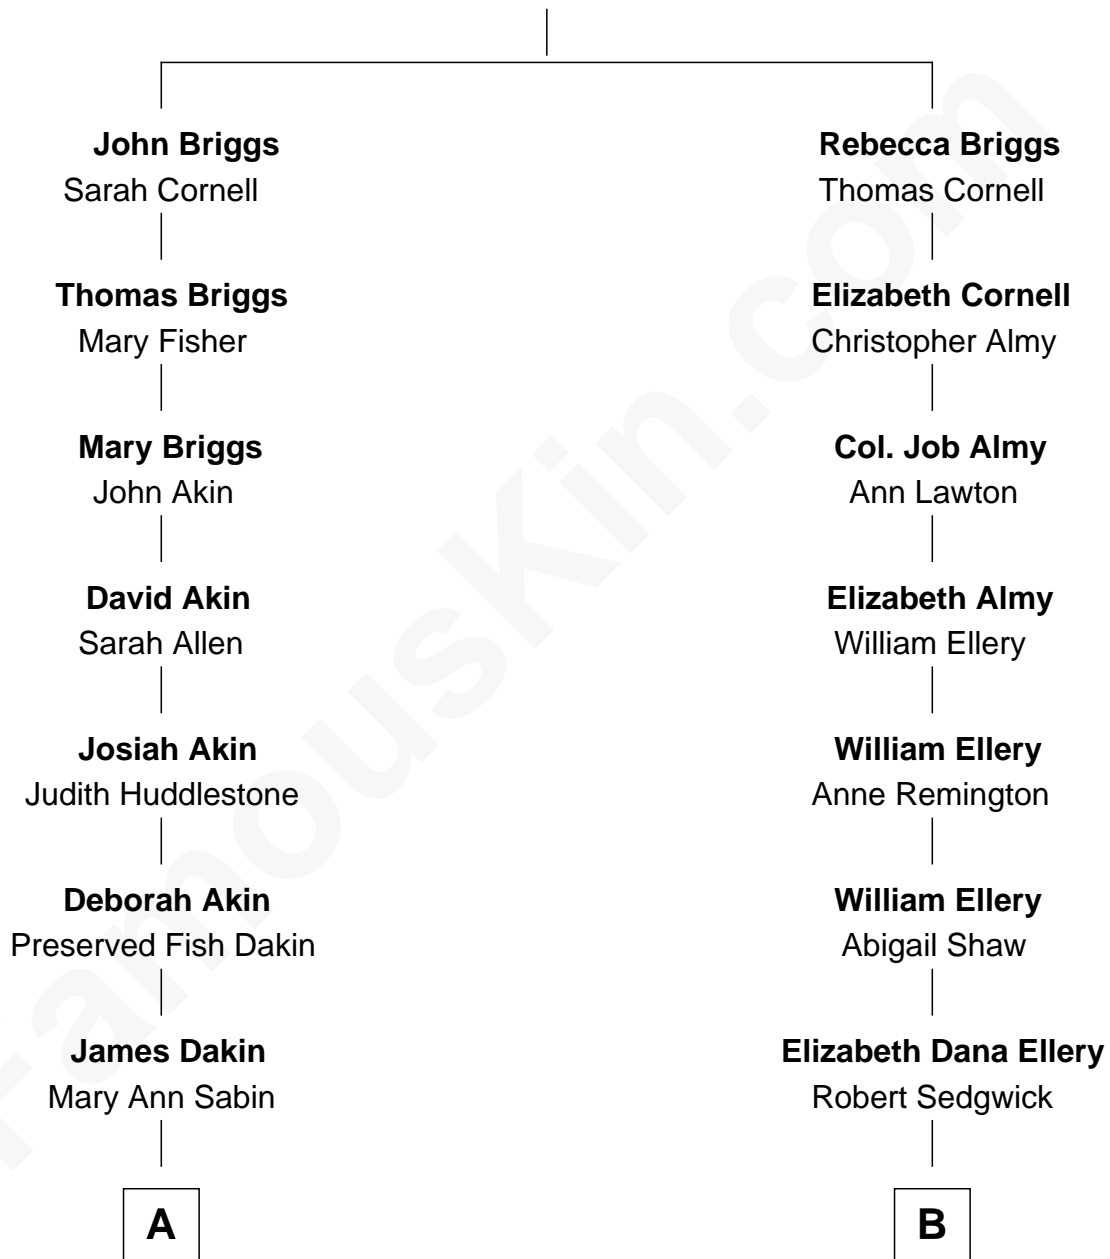 John Briggs
Sarah Cornell
Rebecca Briggs
Thomas Cornell
Thomas Briggs
Mary Fisher
Elizabeth Cornell
Christopher Almy
Mary Briggs
John Akin
Col. Job Almy
Ann Lawton
David Akin
Sarah Allen
Elizabeth Almy
William Ellery
Josiah Akin
Judith Huddlestone
William Ellery
Anne Remington
Deborah Akin
Preserved Fish Dakin
William Ellery
Abigail Shaw
James Dakin
Mary Ann Sabin
Elizabeth Dana Ellery
Robert Sedgwick
A
B
FamousKin.com